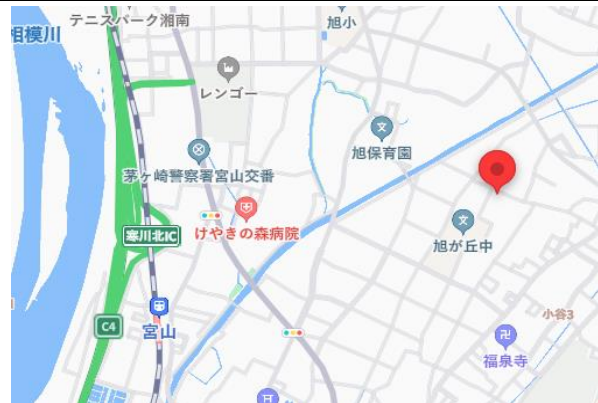 テニスパーク湘南
旭小
相模川
レンゴー
文
旭保育園
茅ヶ崎警察署宮山交番
けやきの森病院
文
寒川北IC
旭が丘中
C4
宮山
小谷3
福泉寺